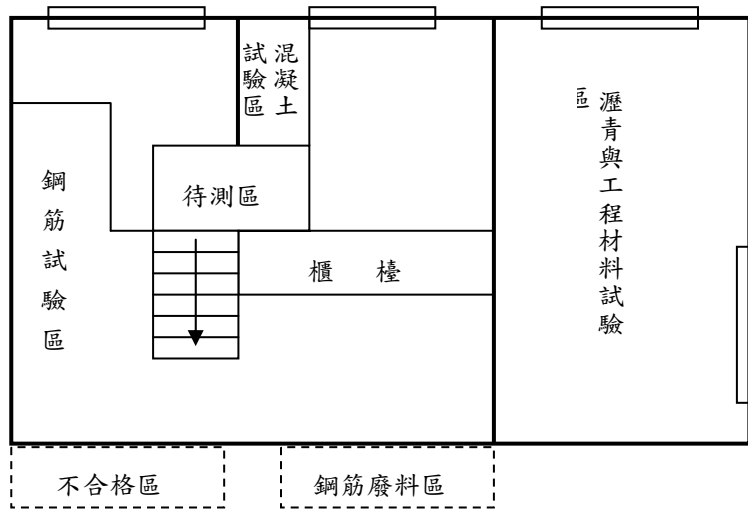 混凝土
試驗區
瀝青與工程材料試驗
區
鋼筋試驗區
待測區
櫃檯
不合格區
鋼筋廢料區